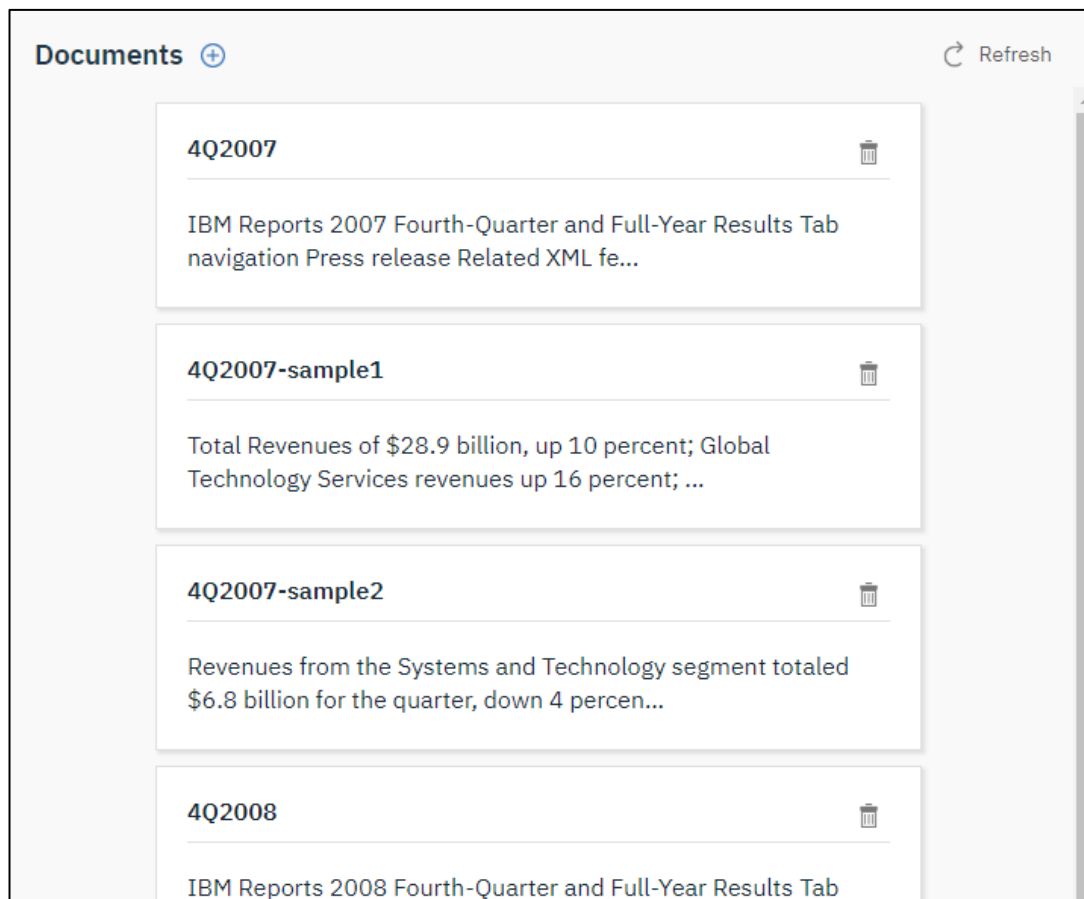 Documents
Refresh
4Q2007
IBM Reports 2007 Fourth-Quarter and Full-Year Results Tab
navigation Press release Related XML fe...
4Q2007-sample1
Total Revenues of $28.9 billion, up 10 percent; Global
Technology Services revenues up 16 percent; ...
4Q2007-sample2
Revenues from the Systems and Technology segment totaled
$6.8 billion for the quarter, down 4 percen...
4Q2008
IBM Reports 2008 Fourth-Quarter and Full-Year Results Tab